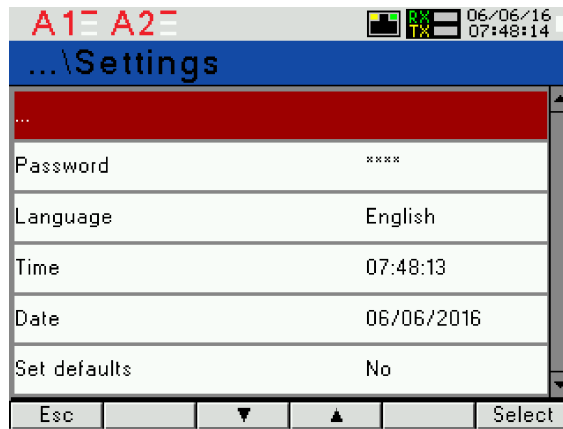 A1 A2 RX TX 06/06/16 07:48:14
...\Settings
...
Password ****
Language English
Time 07:48:13
Date 06/06/2016
Set defaults No
Esc ▼ ▲ Select